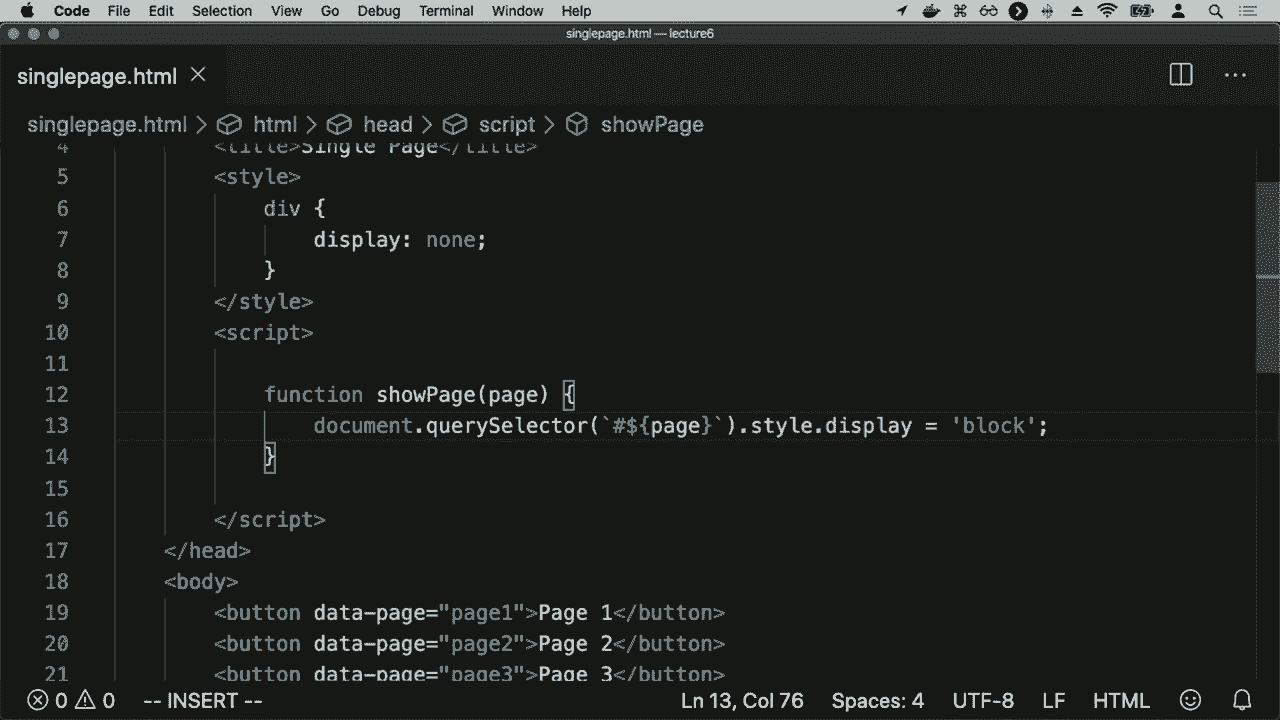 Code File Edit Selection View Go Debug Terminal Window Help
singlepage.html — lecture6
singlepage.html
singlepage.html > html > head > script > showPage
4 <title>Single Page</title>
5 <style>
6 div {
7 display: none;
8 }
9 </style>
10 <script>
11
12 function showPage(page) {
13 document.querySelector(`#${page}`).style.display = 'block';
14 }
15
16 </script>
17 </head>
18 <body>
19 <button data-page="page1">Page 1</button>
20 <button data-page="page2">Page 2</button>
21 <button data-page="page3">Page 3</button>
0 0 -- INSERT -- Ln 13, Col 76 Spaces: 4 UTF-8 LF HTML